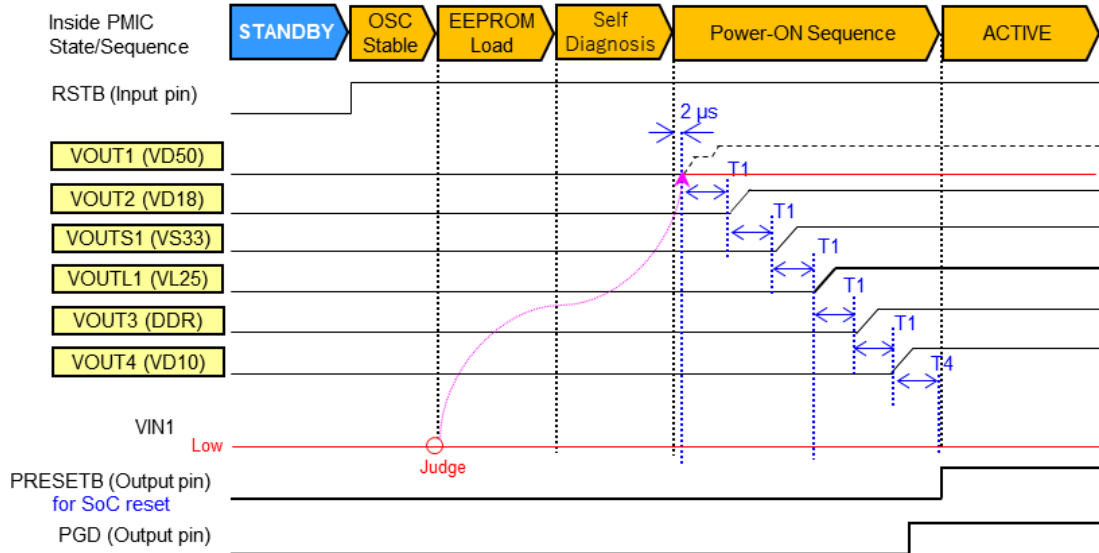 Inside PMIC
State/Sequence
STANDBY
OSC
Stable
EEPROM
Load
Self
Diagnosis
Power-ON Sequence
ACTIVE
RSTB (Input pin)
2 µs
VOUT1 (VD50)
T1
VOUT2 (VD18)
T1
VOUTS1 (VS33)
T1
VOUTL1 (VL25)
T1
VOUT3 (DDR)
T1
VOUT4 (VD10)
T4
VIN1
Low
Judge
PRESETB (Output pin)
for SoC reset
PGD (Output pin)